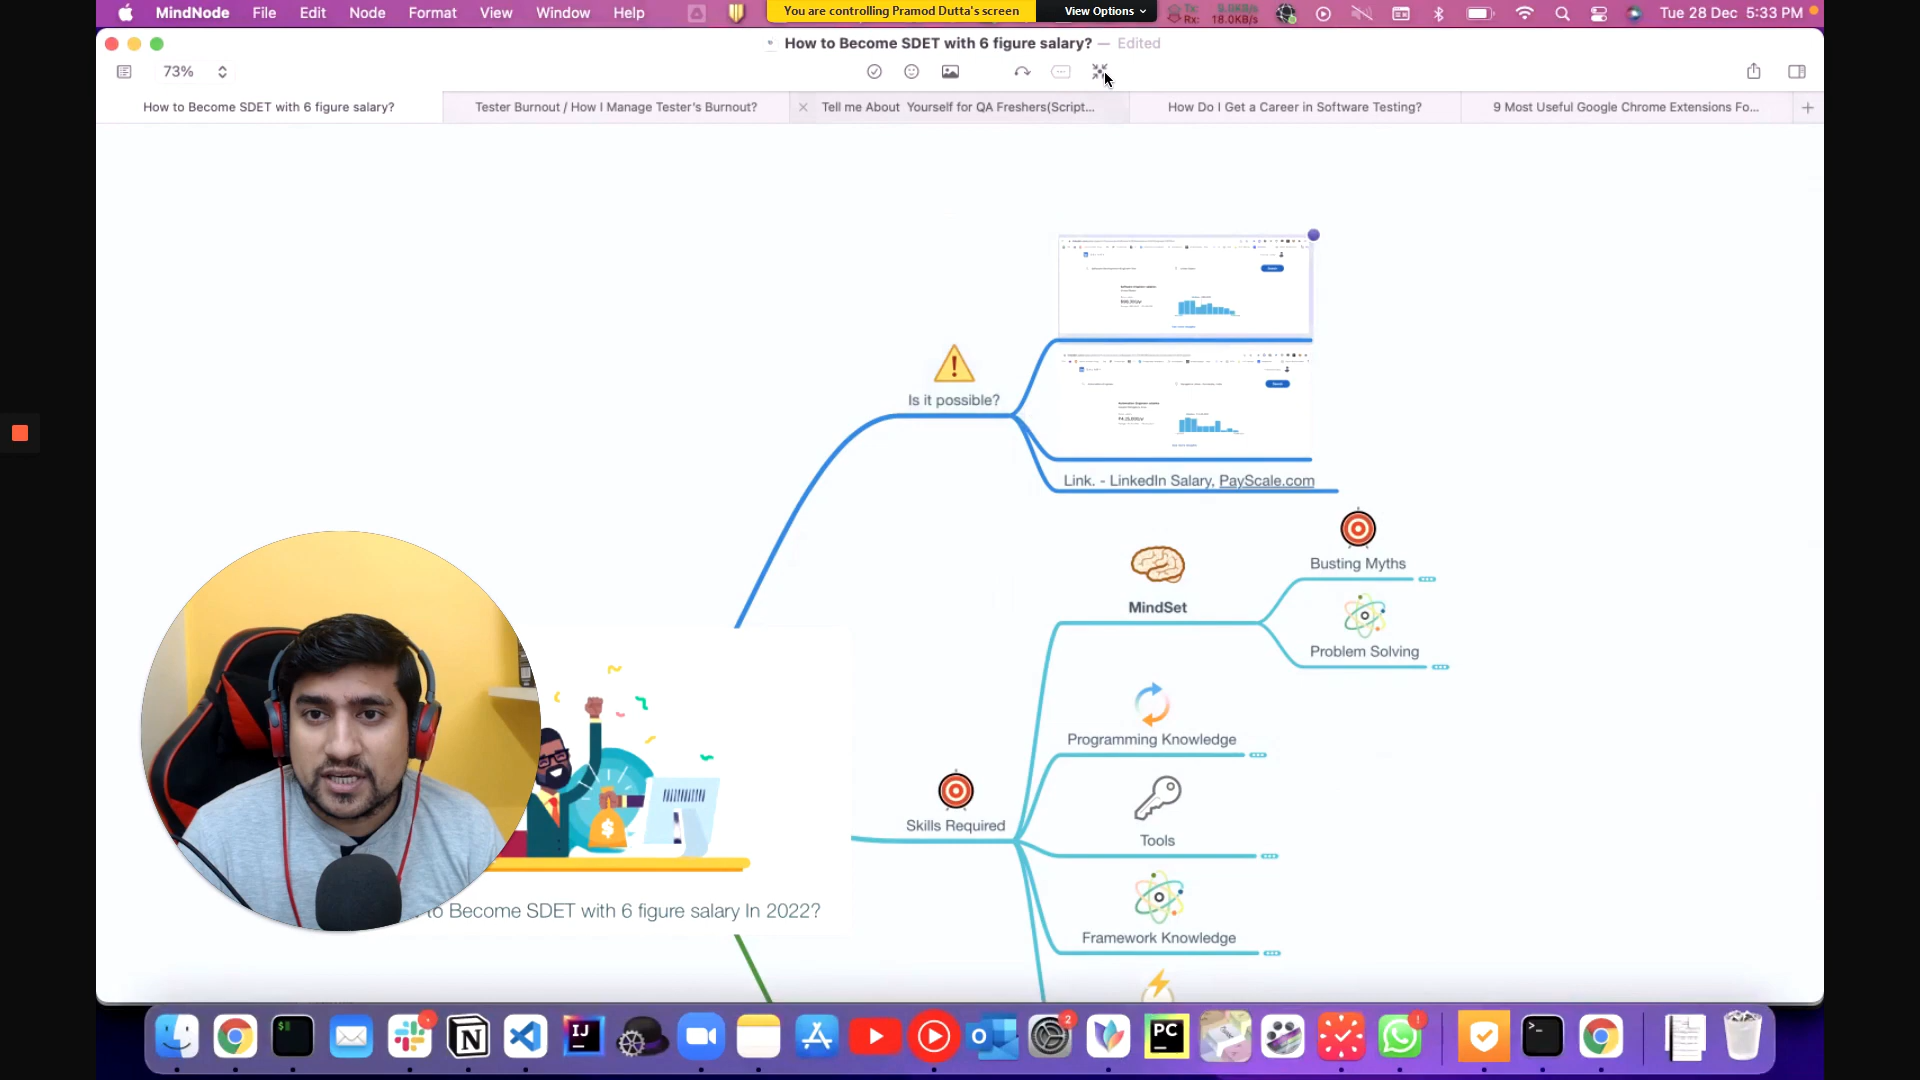 MindNode File Edit Node Format View Window Help
You are controlling Pramod Dutta's screen
View Options
Tue 28 Dec 5:33 PM
How to Become SDET with 6 figure salary? — Edited
73%
How to Become SDET with 6 figure salary?
Tester Burnout / How I Manage Tester's Burnout?
Tell me About Yourself for QA Freshers(Script...
How Do I Get a Career in Software Testing?
9 Most Useful Google Chrome Extensions Fo...
Is it possible?
Link. - LinkedIn Salary, PayScale.com
Busting Myths
MindSet
Problem Solving
Programming Knowledge
Skills Required
Tools
to Become SDET with 6 figure salary In 2022?
Framework Knowledge